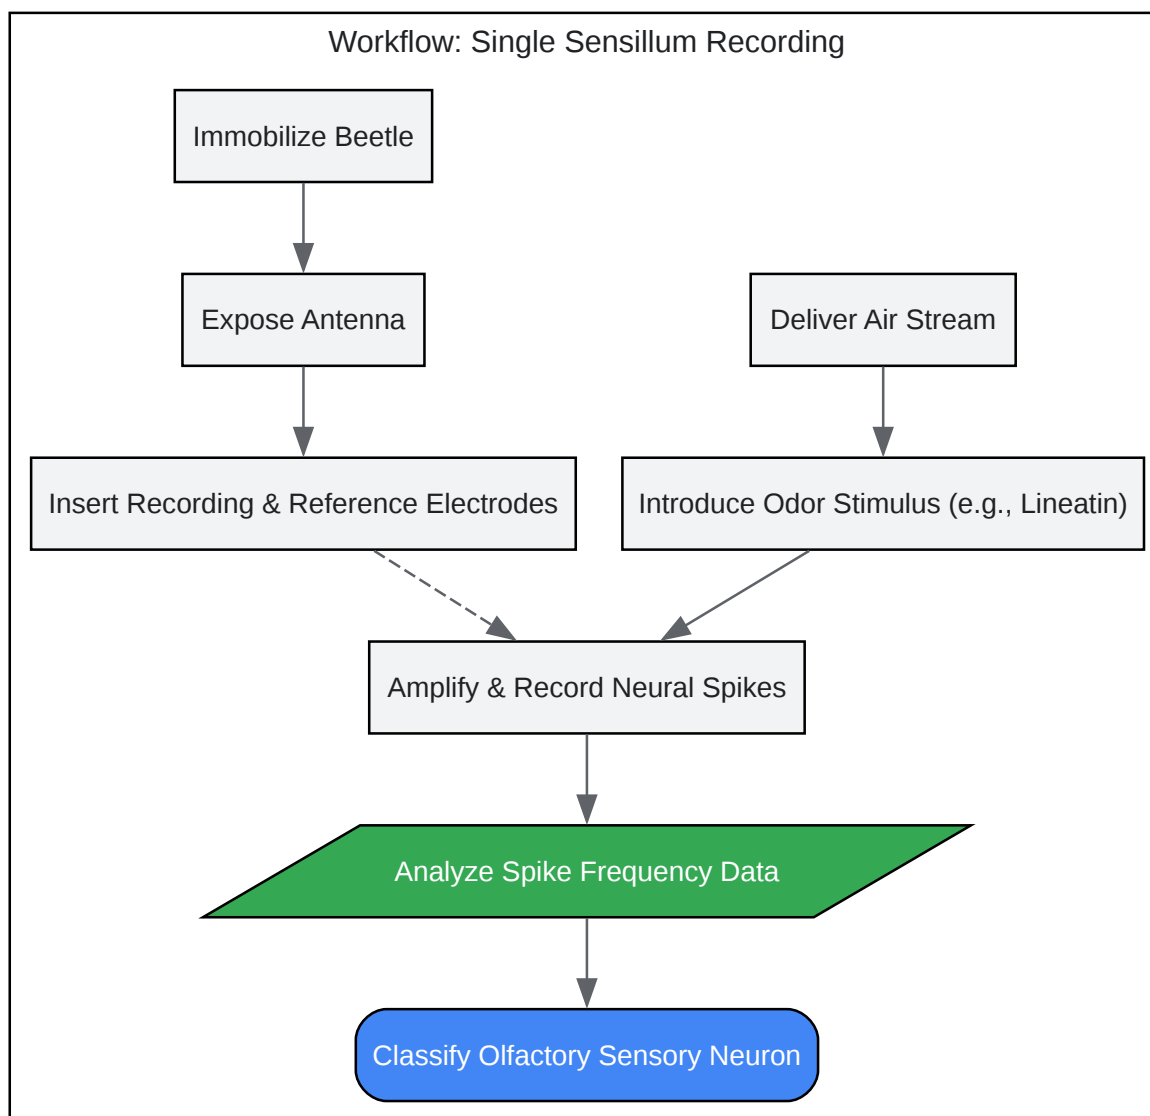 Workflow: Single Sensillum Recording
Immobilize Beetle
Expose Antenna
Deliver Air Stream
Insert Recording & Reference Electrodes
Introduce Odor Stimulus (e.g., Lineatin)
Amplify & Record Neural Spikes
Analyze Spike Frequency Data
Classify Olfactory Sensory Neuron